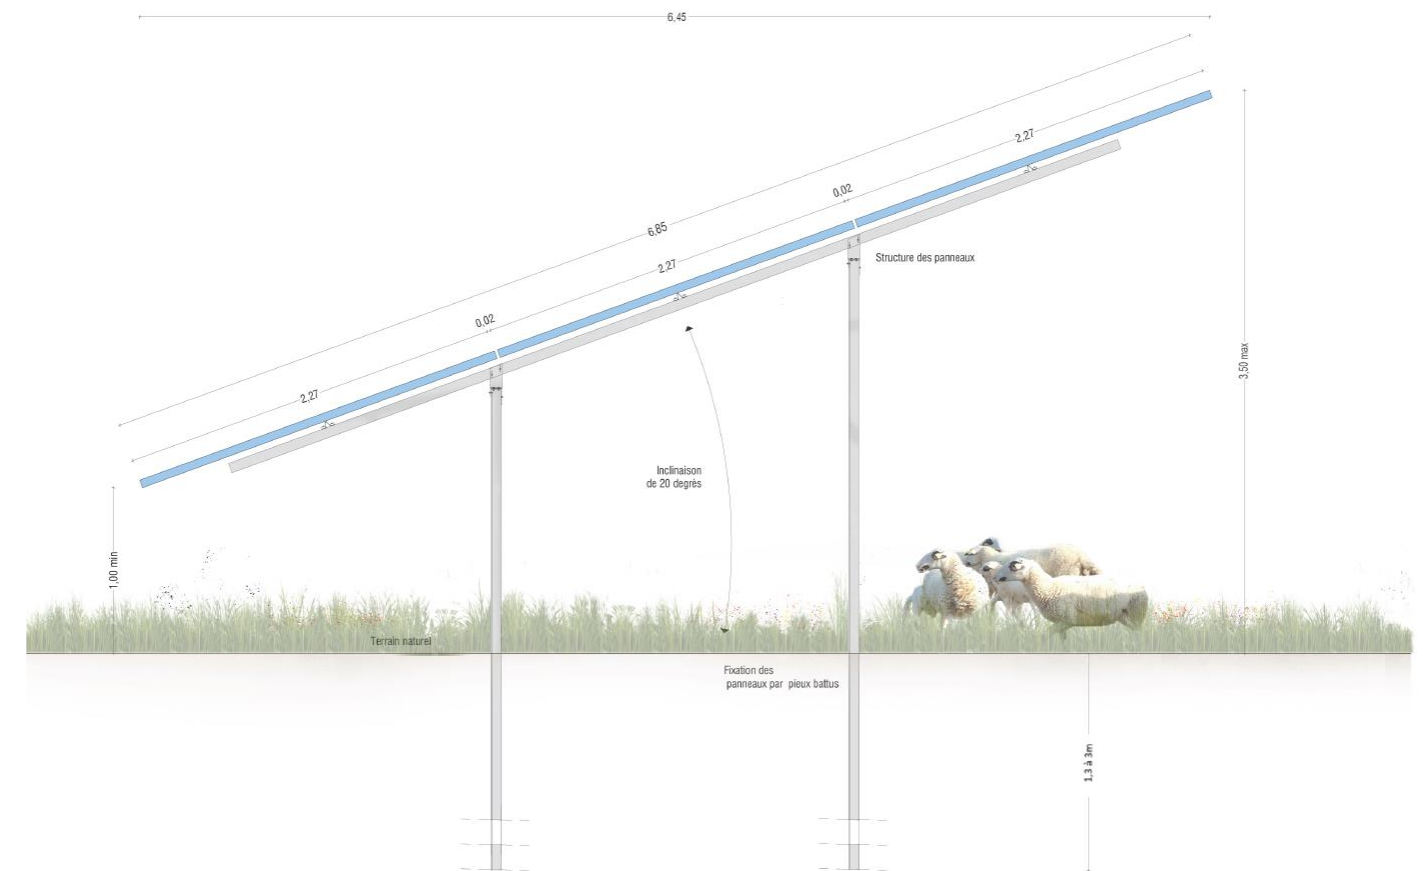 6,45
2,27
0,02
6,85
2,27
0,02
2,27
Structure des panneaux
3,50 max
Inclinaison
de 20 degrès
1,00 min
Terrain naturel
Fixation des
panneaux par pieux battus
1,3 à 3m